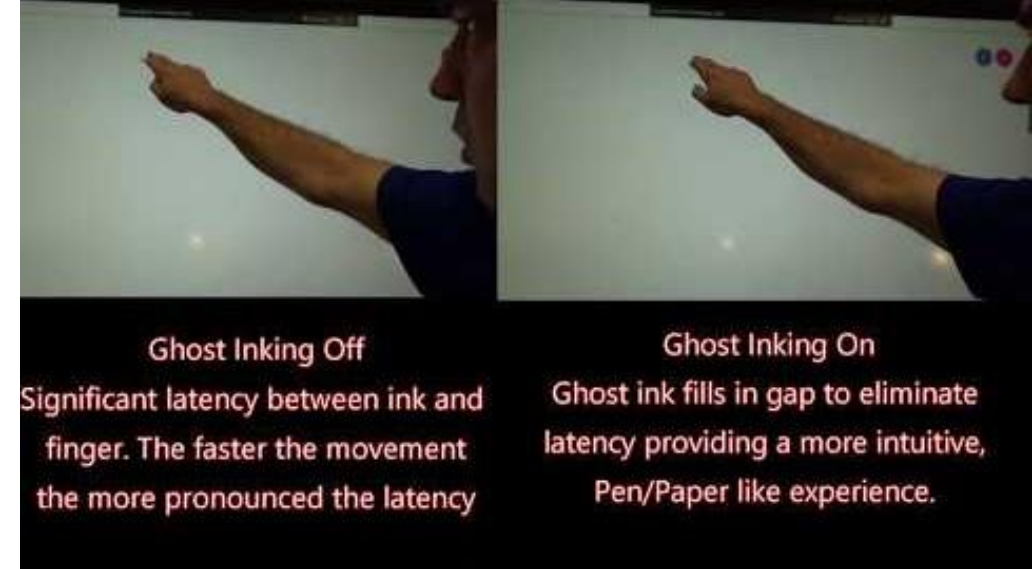 Ghost Inking Off
Significant latency between ink and
finger. The faster the movement
the more pronounced the latency
Ghost Inking On
Ghost ink fills in gap to eliminate
latency providing a more intuitive,
Pen/Paper like experience.